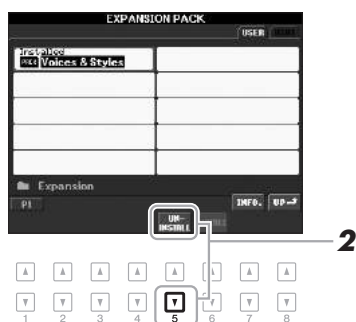 EXPANSION PACK
USER
Installed
PACK Voices & Styles
Expansion
P1
INFO. UP
UN-
INSTALL
2
1 2 3 4 5 6 7 8